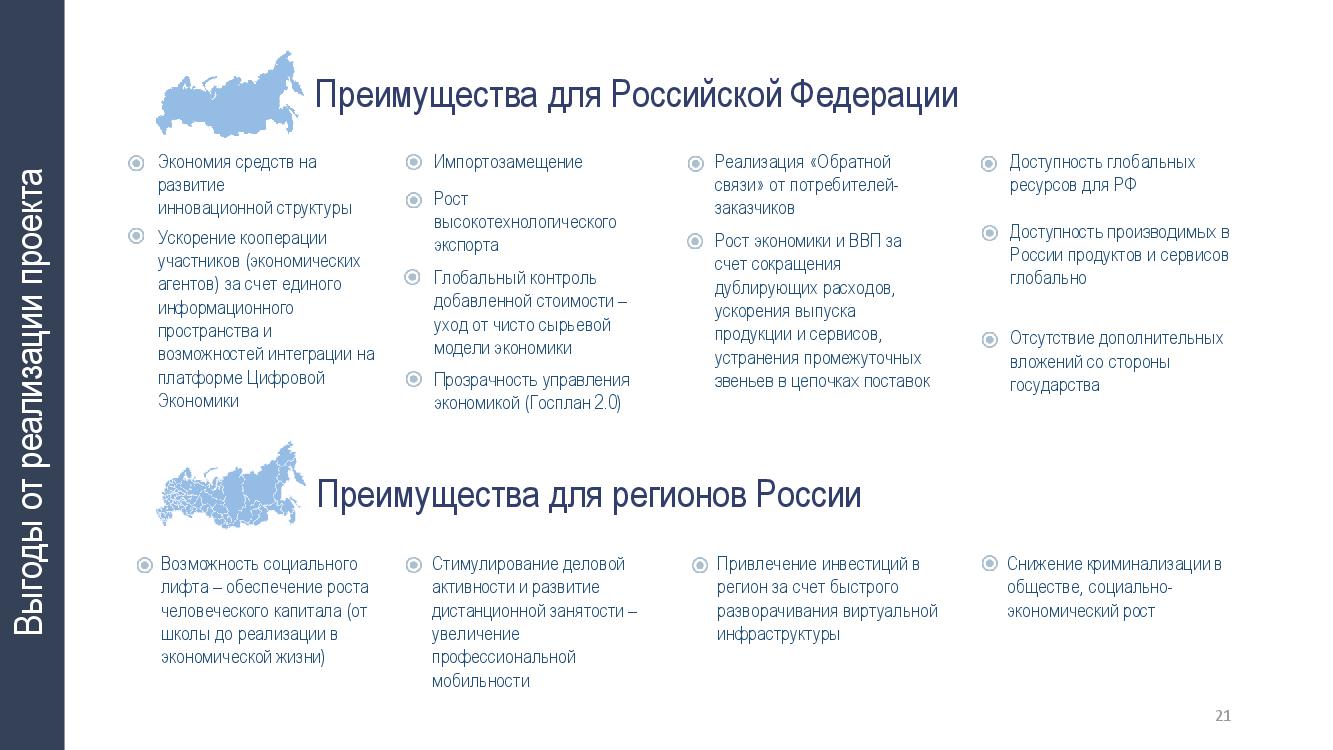 Выгоды от реализации проекта
Преимущества для Российской Федерации
Экономия средств на
развитие
инновационной структуры
Ускорение кооперации
участников (экономических
агентов) за счет единого
информационного
пространства и
возможностей интеграции на
платформе Цифровой
Экономики
Импортозамещение
Рост
высокотехнологического
экспорта
Глобальный контроль
добавленной стоимости –
уход от чисто сырьевой
модели экономики
Прозрачность управления
экономикой (Госплан 2.0)
Реализация «Обратной
связи» от потребителей-
заказчиков
Рост экономики и ВВП за
счет сокращения
дублирующих расходов,
ускорения выпуска
продукции и сервисов,
устранения промежуточных
звеньев в цепочках поставок
Доступность глобальных
ресурсов для РФ
Доступность производимых в
России продуктов и сервисов
глобально
Отсутствие дополнительных
вложений со стороны
государства
Преимущества для регионов России
Возможность социального
лифта – обеспечение роста
человеческого капитала (от
школы до реализации в
экономической жизни)
Стимулирование деловой
активности и развитие
дистанционной занятости –
увеличение
профессиональной
мобильности
Привлечение инвестиций в
регион за счет быстрого
разворачивания виртуальной
инфраструктуры
Снижение криминализации в
обществе, социально-
экономический рост
21